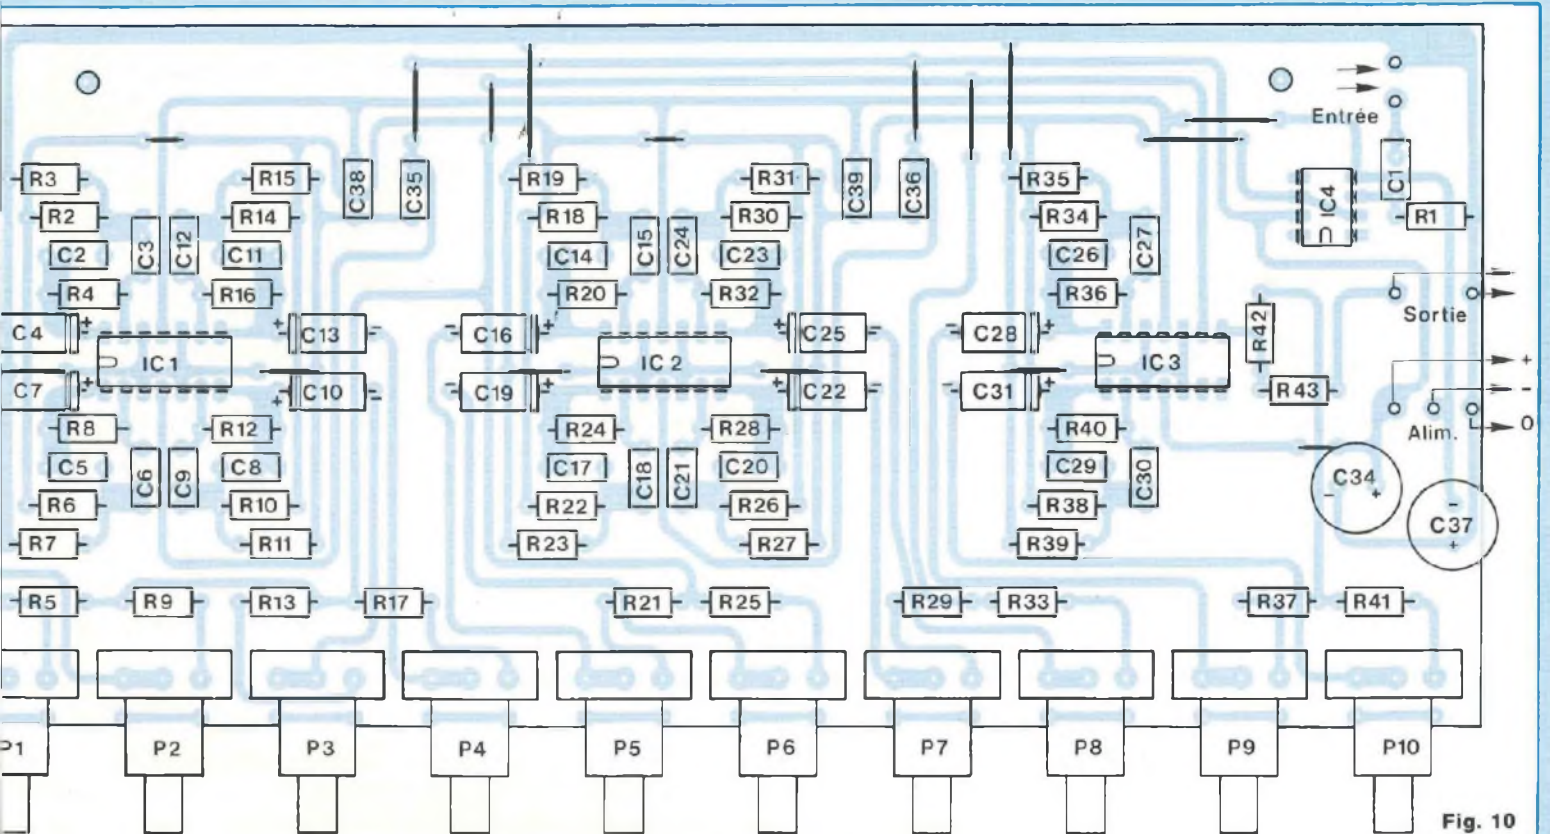 Entrée
R3 R15 C38 C35 R19 R31 C39 C36 R35 IC4 C1
R2 C3 C12 R14 R18 C15 C24 R30 R34 C27 R1
C2 C11 C14 C23 C26
R4 R16 R20 R32 R36
Sortie
C4 + + C13 - - C16 + + C25 - - C28 + R42
IC1 IC2 IC3 +
C7 + + C10 - - C19 C22 - - C31 R43 -
R8 R12 R24 R28 R40 Alim. 0
C5 C6 C9 C8 C17 C18 C21 C20 C29 C30 C34
- +
R6 R10 R22 R26 R38 -
C37
+
R7 R11 R23 R27 R39
R5 R9 R13 R17 R21 R25 R29 R33 R37 R41
P1 P2 P3 P4 P5 P6 P7 P8 P9 P10
Fig. 10